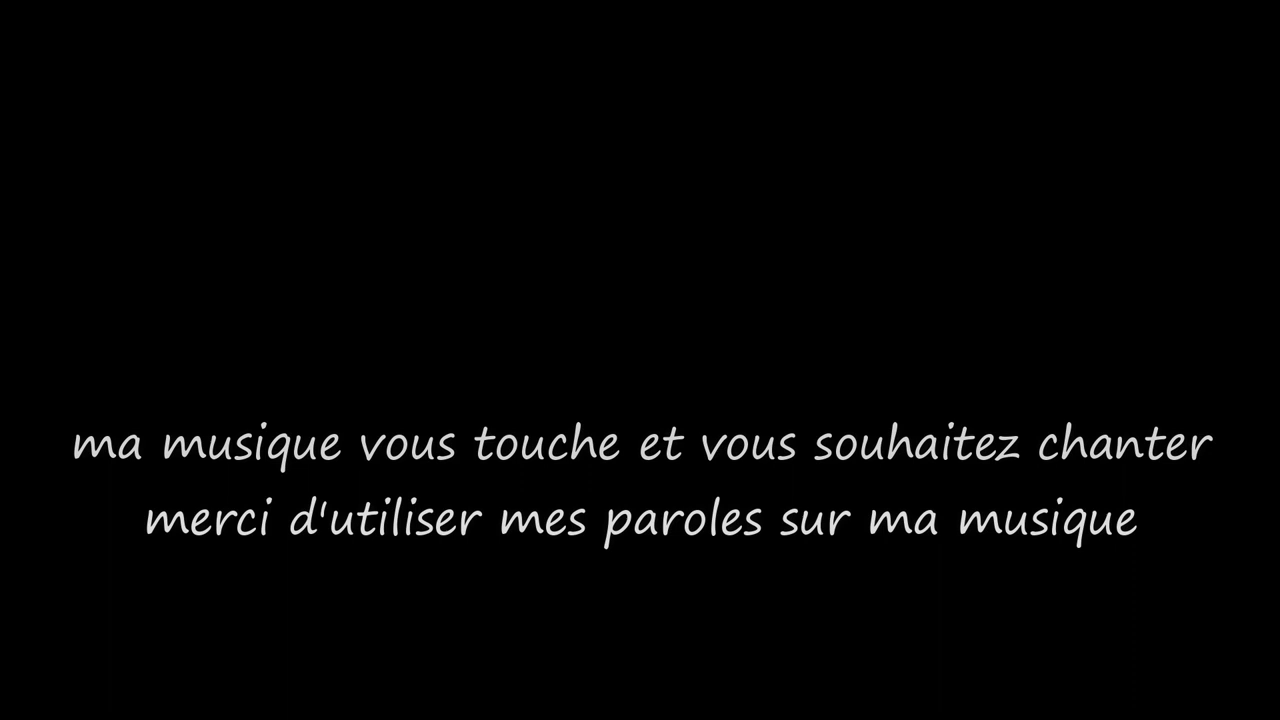 ma musique vous touche et vous souhaitez chanter
merci d'utiliser mes paroles sur ma musique